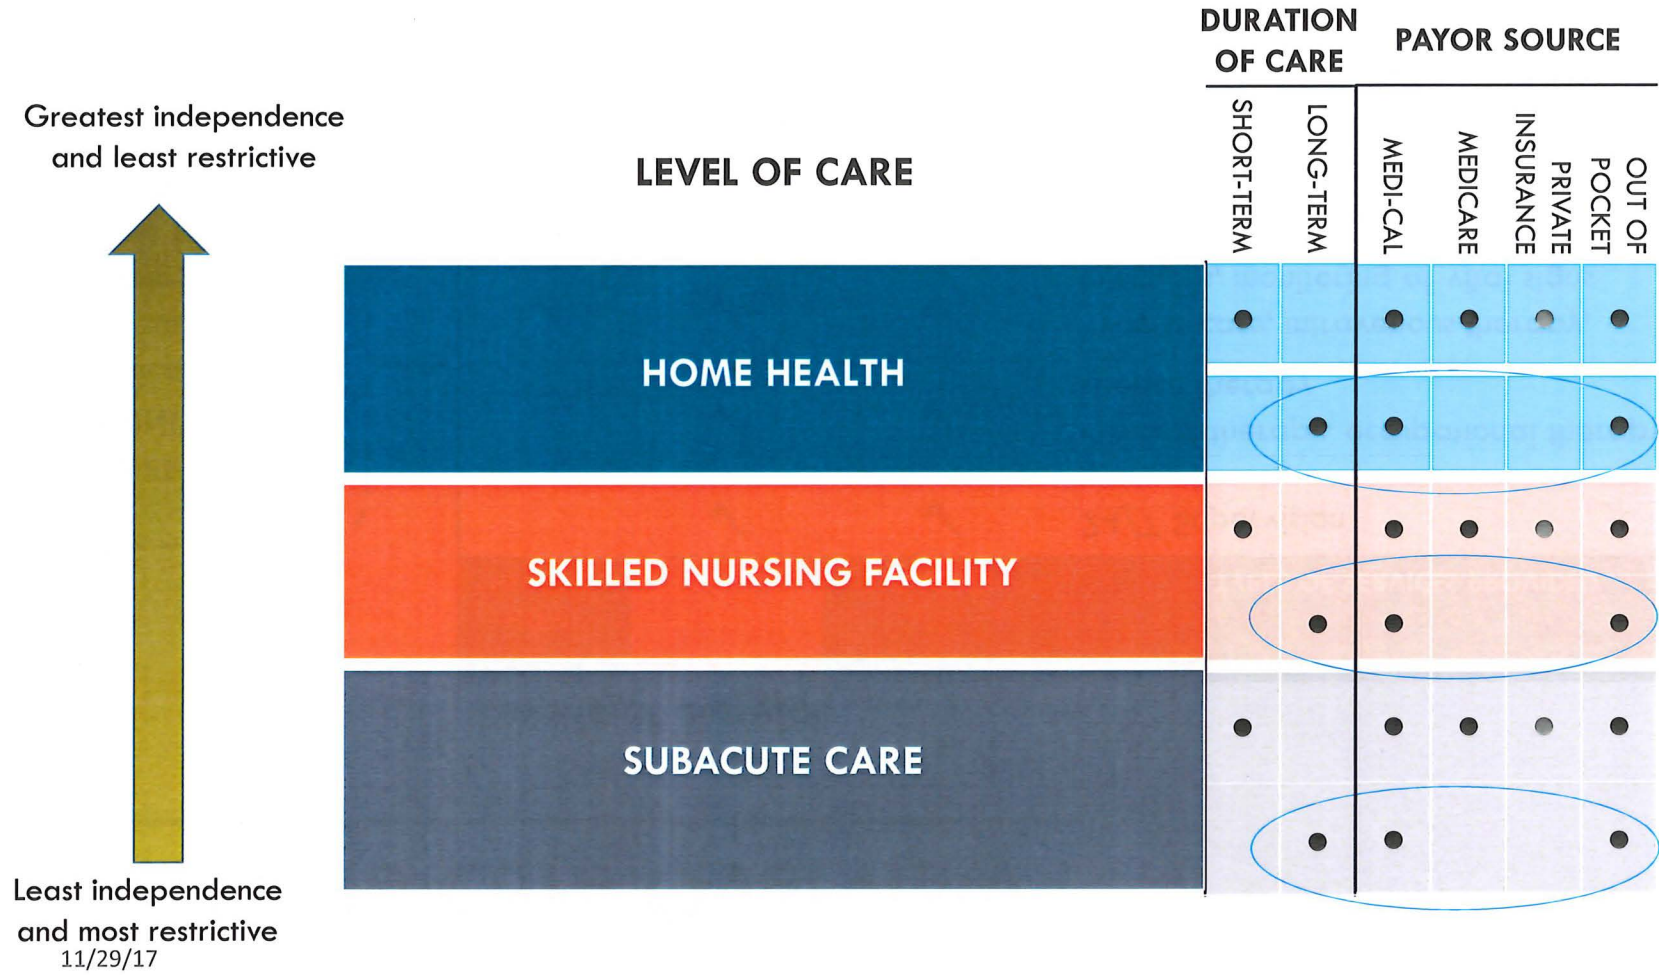 DURATION
OF CARE
PAYOR SOURCE
Greatest independence
and least restrictive
LEVEL OF CARE
SHORT-TERM
LONG-TERM
MEDI-CAL
MEDICARE
PRIVATE
INSURANCE
OUT OF
POCKET
HOME HEALTH
SKILLED NURSING FACILITY
SUBACUTE CARE
Least independence
and most restrictive
11/29/17